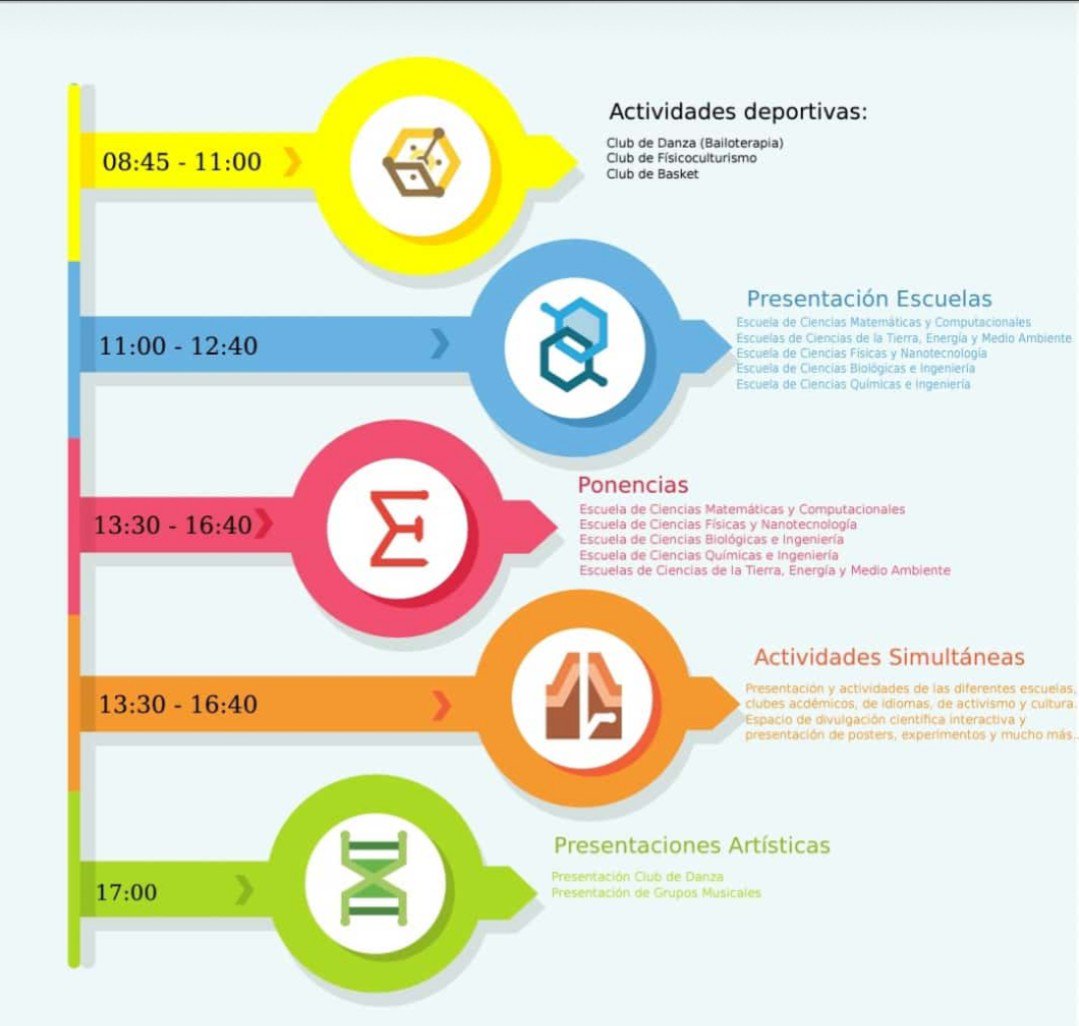 08:45 - 11:00
Actividades deportivas:
Club de Danza (Bailoterapia)
Club de Físicoculturismo
Club de Basket
11:00 - 12:40
Presentación Escuelas
Escuela de Ciencias Matemáticas y Computacionales
Escuelas de Ciencias de la Tierra, Energía y Medio Ambiente
Escuela de Ciencias Físicas y Nanotecnología
Escuela de Ciencias Biológicas e Ingeniería
Escuela de Ciencias Químicas e Ingeniería
13:30 - 16:40
Ponencias
Escuela de Ciencias Matemáticas y Computacionales
Escuela de Ciencias Físicas y Nanotecnología
Escuela de Ciencias Biológicas e Ingeniería
Escuela de Ciencias Químicas e Ingeniería
Escuelas de Ciencias de la Tierra, Energía y Medio Ambiente
13:30 - 16:40
Actividades Simultáneas
Presentación y actividades de las diferentes escuelas,
clubes acdémicos, de idiomas, de activismo y cultura.
Espacio de divulgación científica interactiva y
presentación de posters, experimentos y mucho más...
17:00
Presentaciones Artísticas
Presentación Club de Danza
Presentación de Grupos Musicales